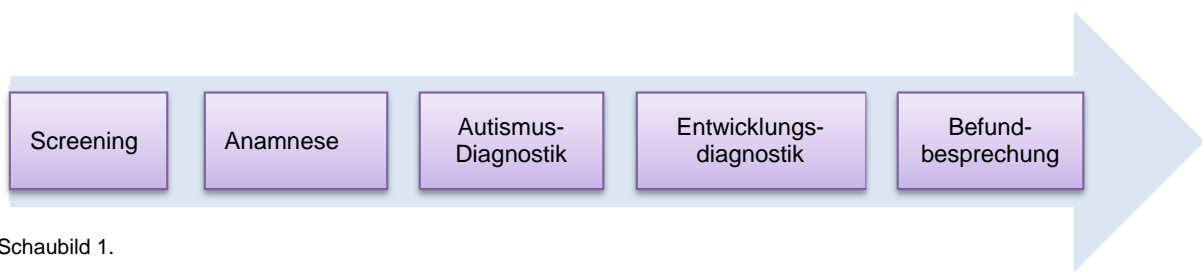 Screening
Anamnese
Autismus-
Diagnostik
Entwicklungs-
diagnostik
Befund-
besprechung
Schaubild 1.